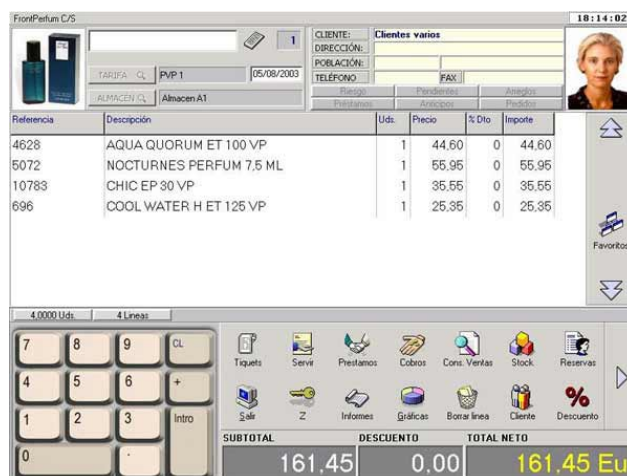 FrontPerfum C/S
18:14:02
1
TARIFA PVP 1 05/08/2003
ALMACEN Almacen A1
CLIENTE: Clientes varios
DIRECCIÓN:
POBLACIÓN:
TELÉFONO FAX
Riesgo Pendientes Arreglos
Préstamos Anticipos Pedidos
Referencia Descripción Uds. Precio % Dto Importe
4628 AQUA QUORUM ET 100 VP 1 44,60 0 44,60
5072 NOCTURNES PERFUM 7,5 ML 1 55,95 0 55,95
10783 CHIC EP 30 VP 1 35,55 0 35,55
696 COOL WATER H ET 125 VP 1 25,35 0 25,35
Favoritos
4,0000 Uds. 4 Lineas
7 8 9 CL
4 5 6 +
1 2 3 Intro
0 .
Tiquets Servir Prestamos Cobros Cons. Ventas Stock Reservas
Salir Z Informes Gráficas Borrar linea Cliente Descuento
SUBTOTAL DESCUENTO TOTAL NETO
161,45 0,00 161,45 Eu